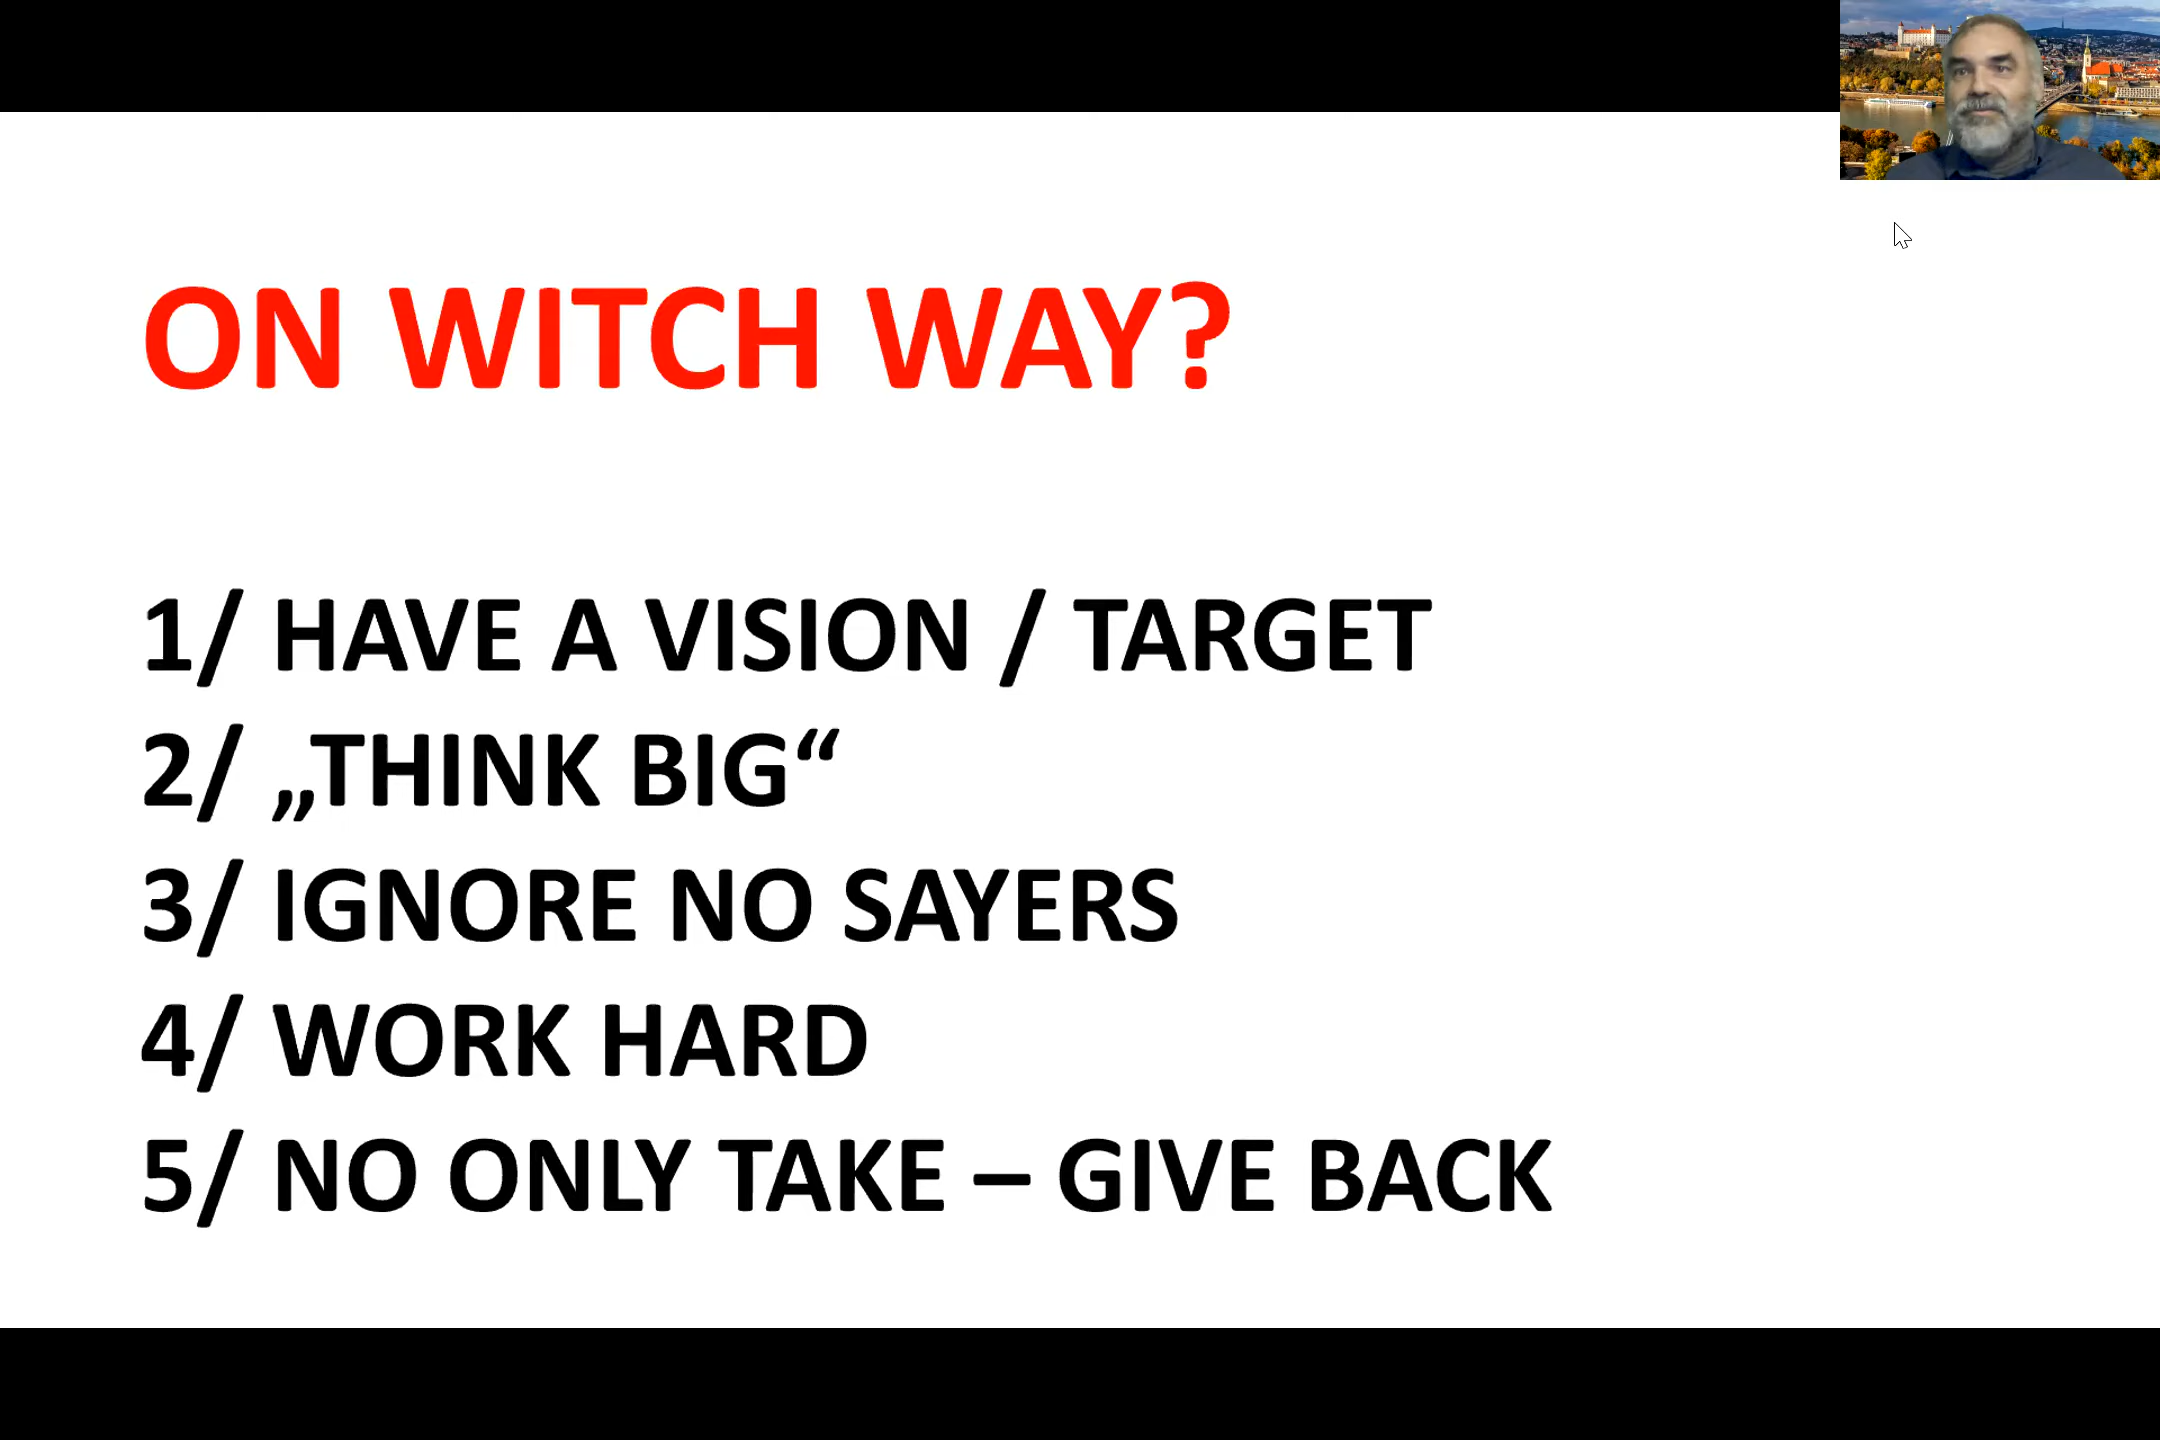 ON WITCH WAY?
1/ HAVE A VISION / TARGET
2/ „THINK BIG“
3/ IGNORE NO SAYERS
4/ WORK HARD
5/ NO ONLY TAKE – GIVE BACK